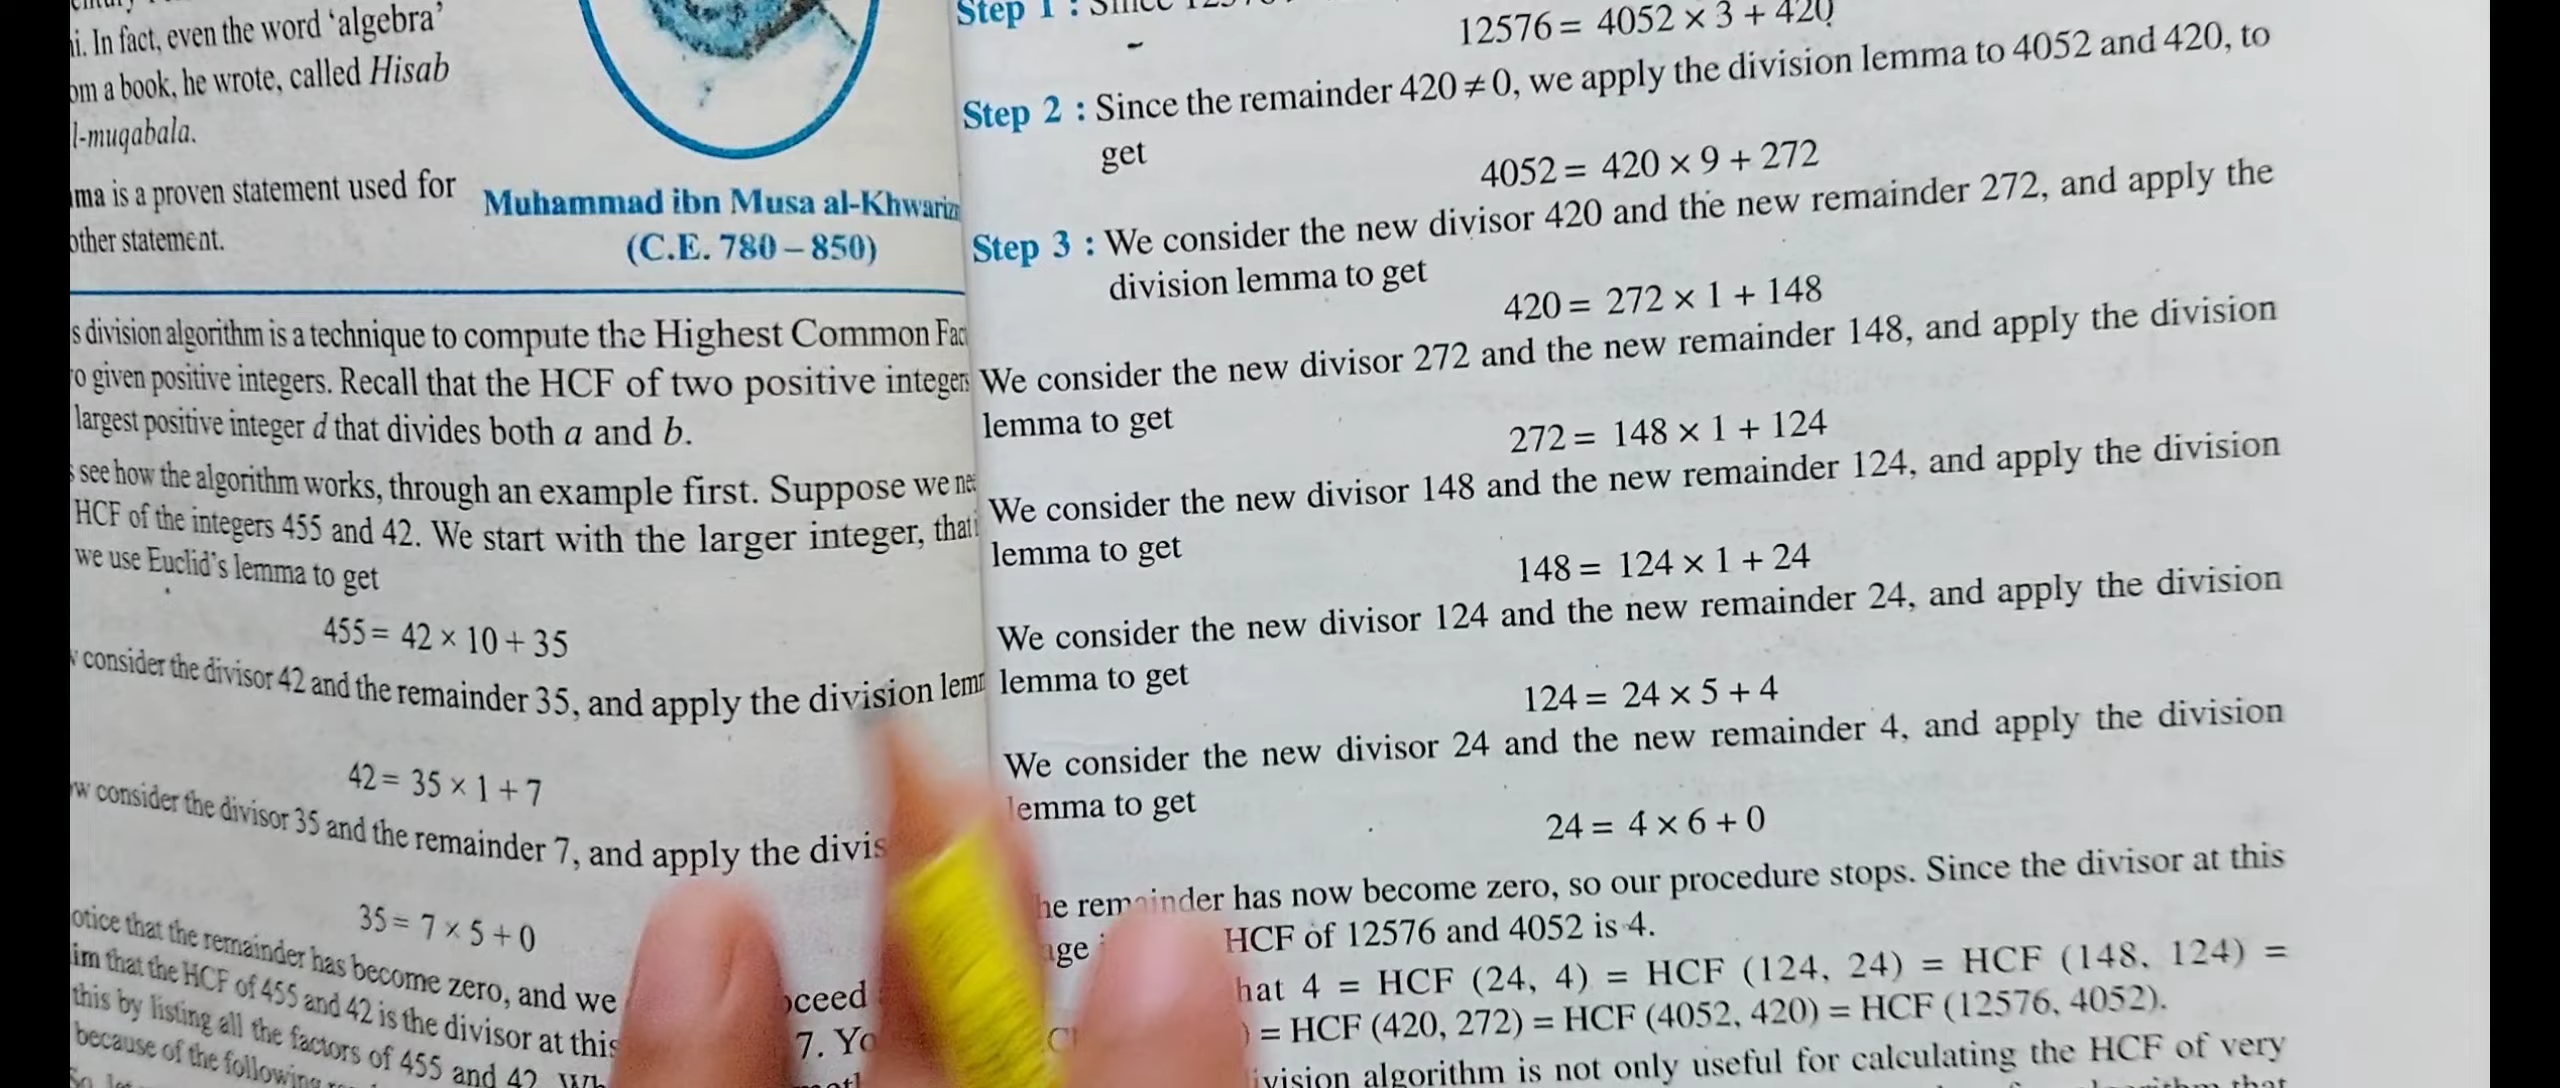 i. In fact, even the word ‘algebra’
om a book, he wrote, called Hisab
l-muqabala.
ma is a proven statement used for
other statement.
Muhammad ibn Musa al-Khwariz
(C.E. 780 – 850)
s division algorithm is a technique to compute the Highest Common Fac
o given positive integers. Recall that the HCF of two positive integers
largest positive integer d that divides both a and b.
see how the algorithm works, through an example first. Suppose we ne
HCF of the integers 455 and 42. We start with the larger integer, that
we use Euclid’s lemma to get
455 = 42 × 10 + 35
consider the divisor 42 and the remainder 35, and apply the division lem
42 = 35 × 1 + 7
w consider the divisor 35 and the remainder 7, and apply the divis
35 = 7 × 5 + 0
otice that the remainder has become zero, and we oceed
im that the HCF of 455 and 42 is the divisor at this 7. Yo
this by listing all the factors of 455 and 42.
because of the following
Step 1 : Since
12576 = 4052 × 3 + 420
Step 2 : Since the remainder 420 ≠ 0, we apply the division lemma to 4052 and 420, to
get
4052 = 420 × 9 + 272
Step 3 : We consider the new divisor 420 and the new remainder 272, and apply the
division lemma to get
420 = 272 × 1 + 148
We consider the new divisor 272 and the new remainder 148, and apply the division
lemma to get
272 = 148 × 1 + 124
We consider the new divisor 148 and the new remainder 124, and apply the division
lemma to get
148 = 124 × 1 + 24
We consider the new divisor 124 and the new remainder 24, and apply the division
lemma to get
124 = 24 × 5 + 4
We consider the new divisor 24 and the new remainder 4, and apply the division
lemma to get
24 = 4 × 6 + 0
he remainder has now become zero, so our procedure stops. Since the divisor at this
age HCF of 12576 and 4052 is 4.
hat 4 = HCF (24, 4) = HCF (124, 24) = HCF (148, 124) =
) = HCF (420, 272) = HCF (4052, 420) = HCF (12576, 4052).
ivision algorithm is not only useful for calculating the HCF of very